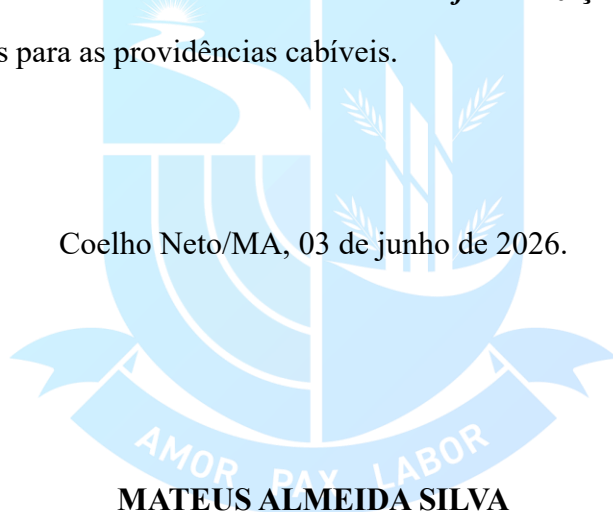 s para as providências cabíveis.
Coelho Neto/MA, 03 de junho de 2026.
AMOR PAX LABOR
MATEUS ALMEIDA SILVA